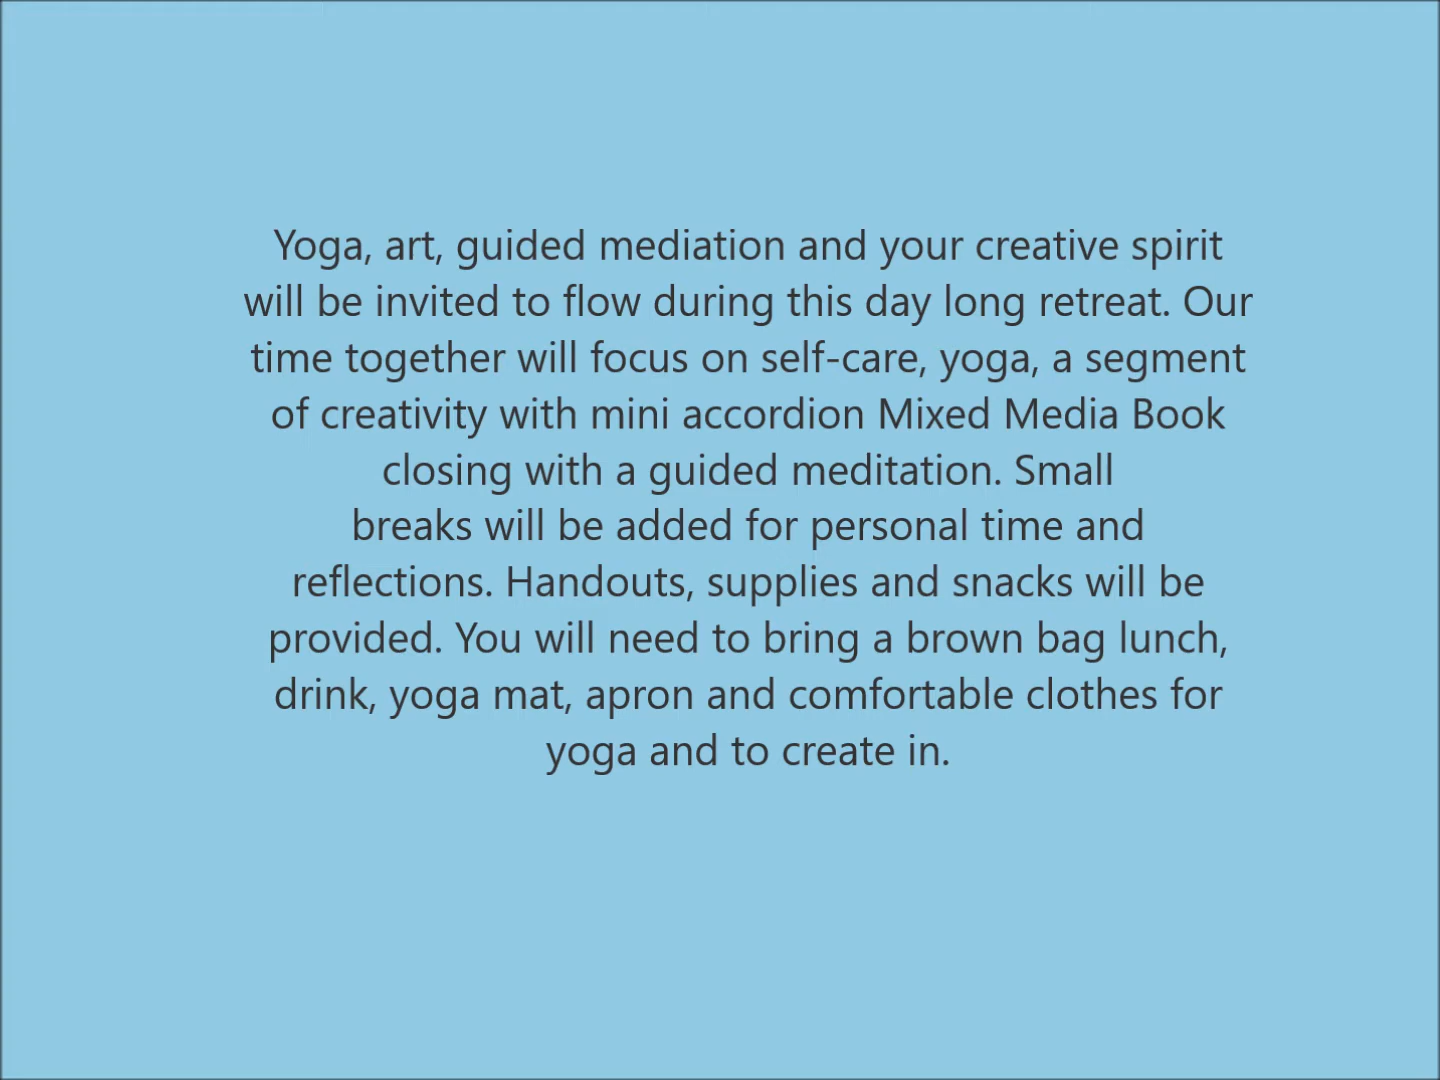 Yoga, art, guided mediation and your creative spirit
will be invited to flow during this day long retreat. Our
time together will focus on self-care, yoga, a segment
of creativity with mini accordion Mixed Media Book
closing with a guided meditation. Small
breaks will be added for personal time and
reflections. Handouts, supplies and snacks will be
provided. You will need to bring a brown bag lunch,
drink, yoga mat, apron and comfortable clothes for
yoga and to create in.